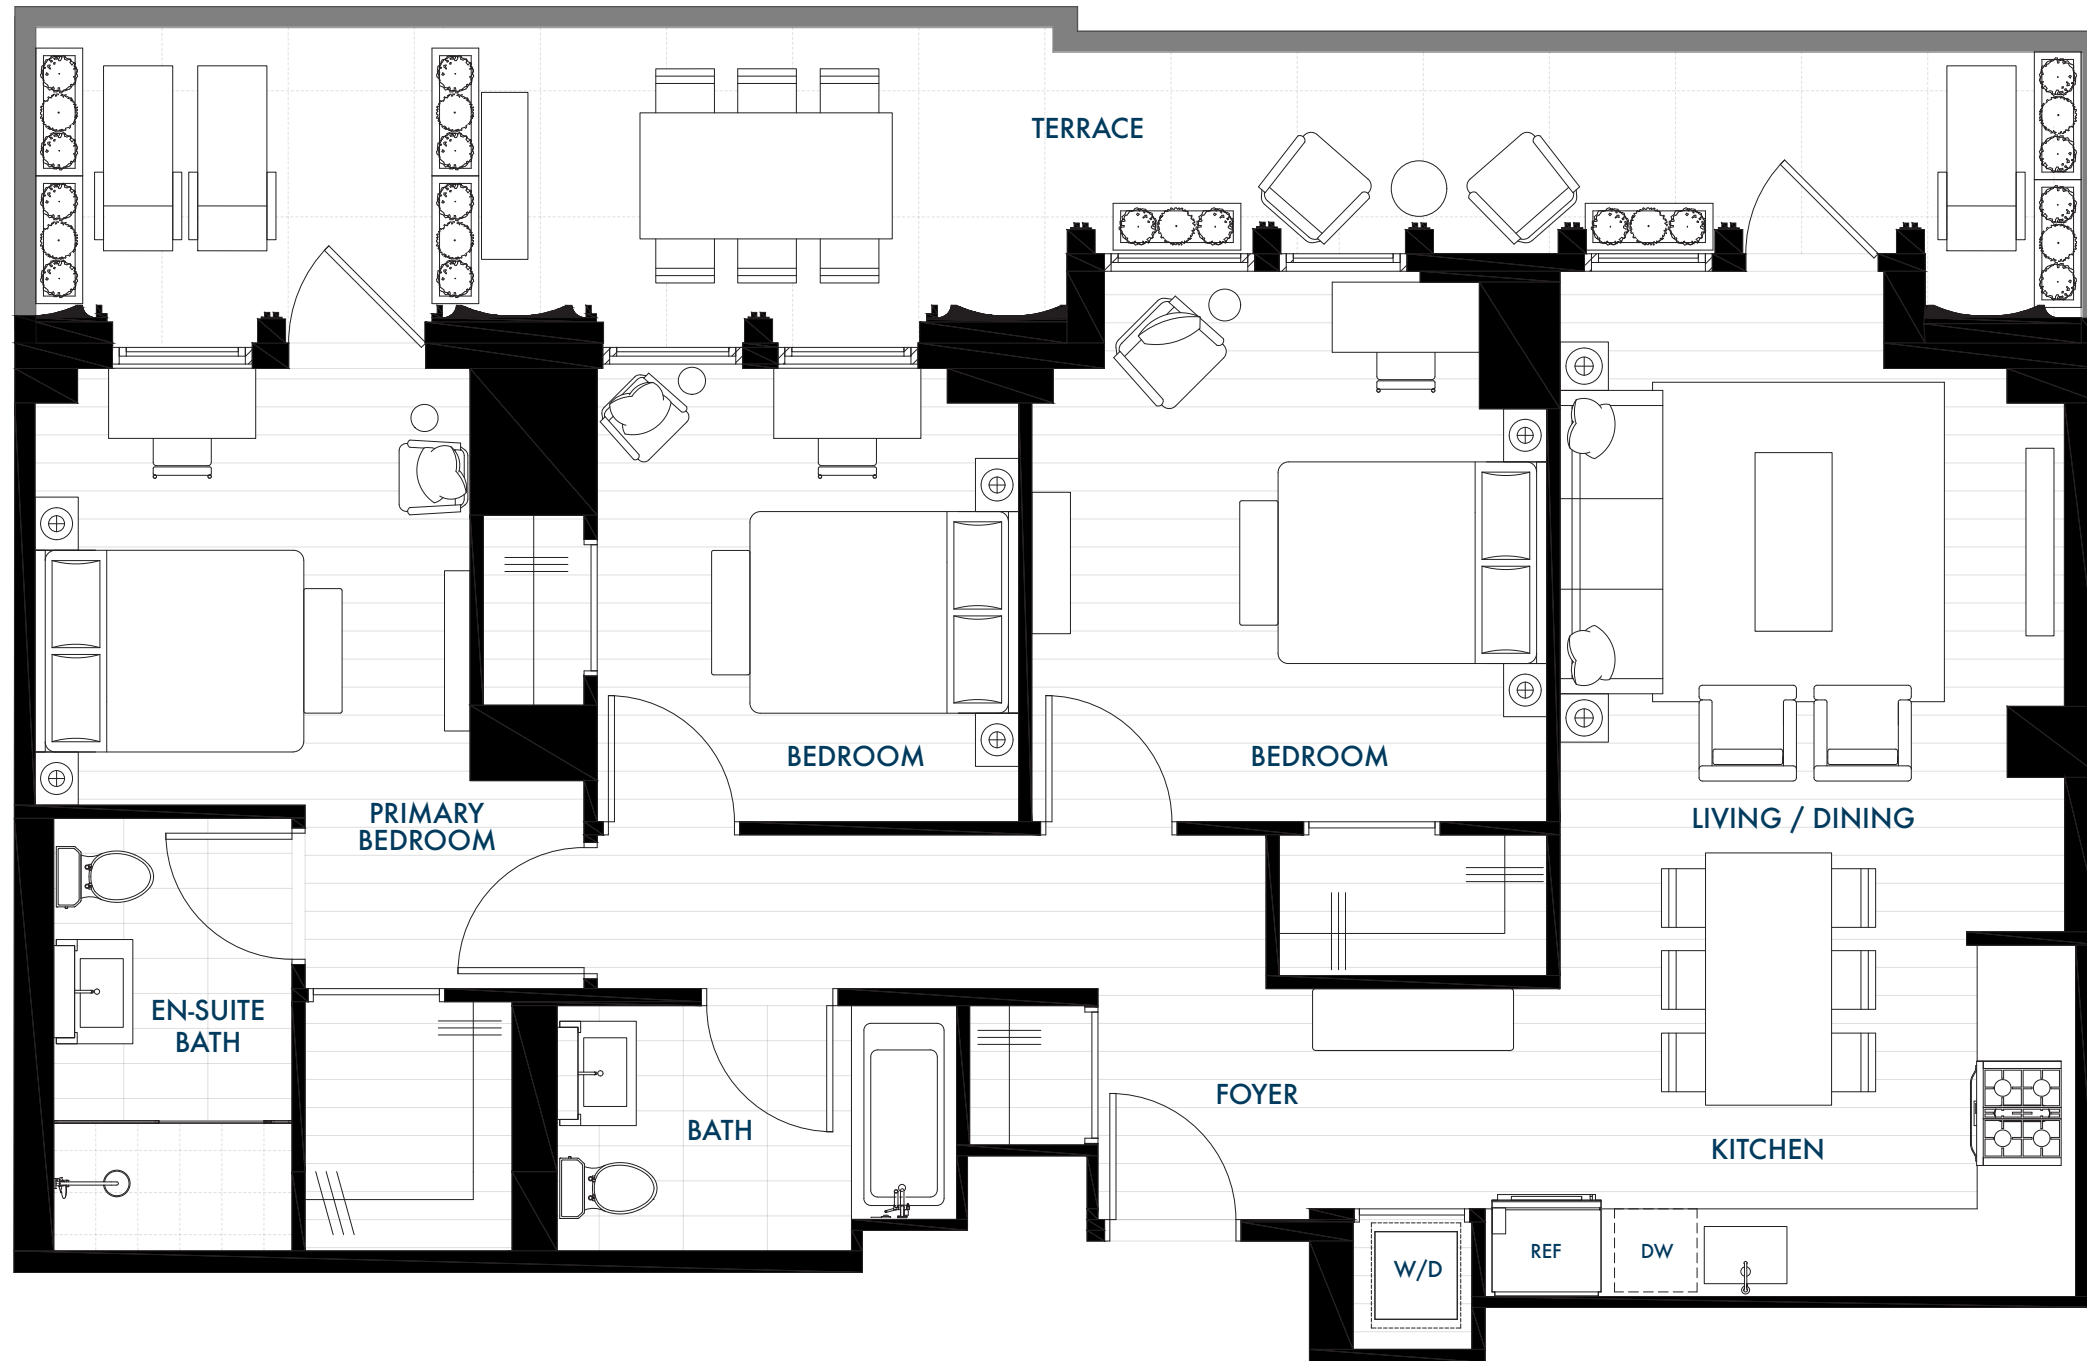 TERRACE
BEDROOM
BEDROOM
PRIMARY
BEDROOM
LIVING / DINING
EN-SUITE
BATH
FOYER
BATH
KITCHEN
REF
DW
W/D